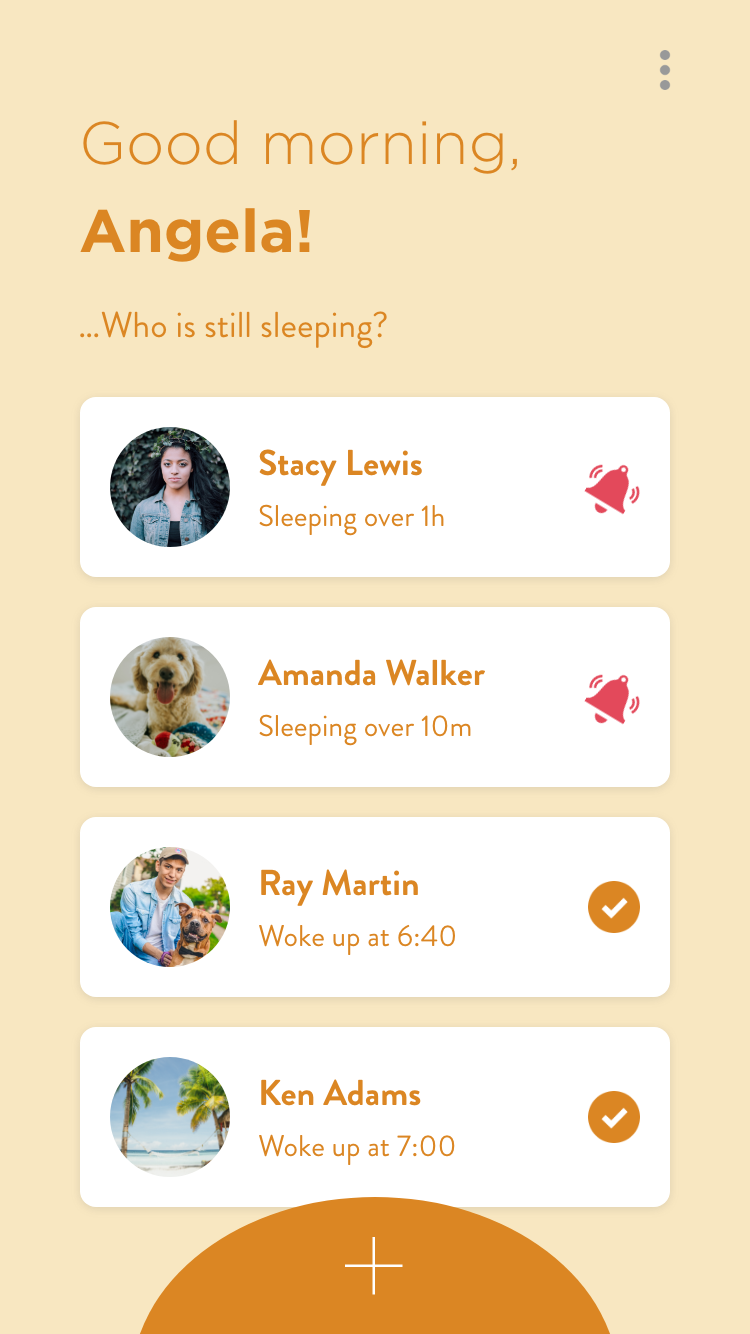 Good morning,
Angela!
...Who is still sleeping?
Stacy Lewis
Sleeping over 1h
Amanda Walker
Sleeping over 10m
Ray Martin
Woke up at 6:40
Ken Adams
Woke up at 7:00